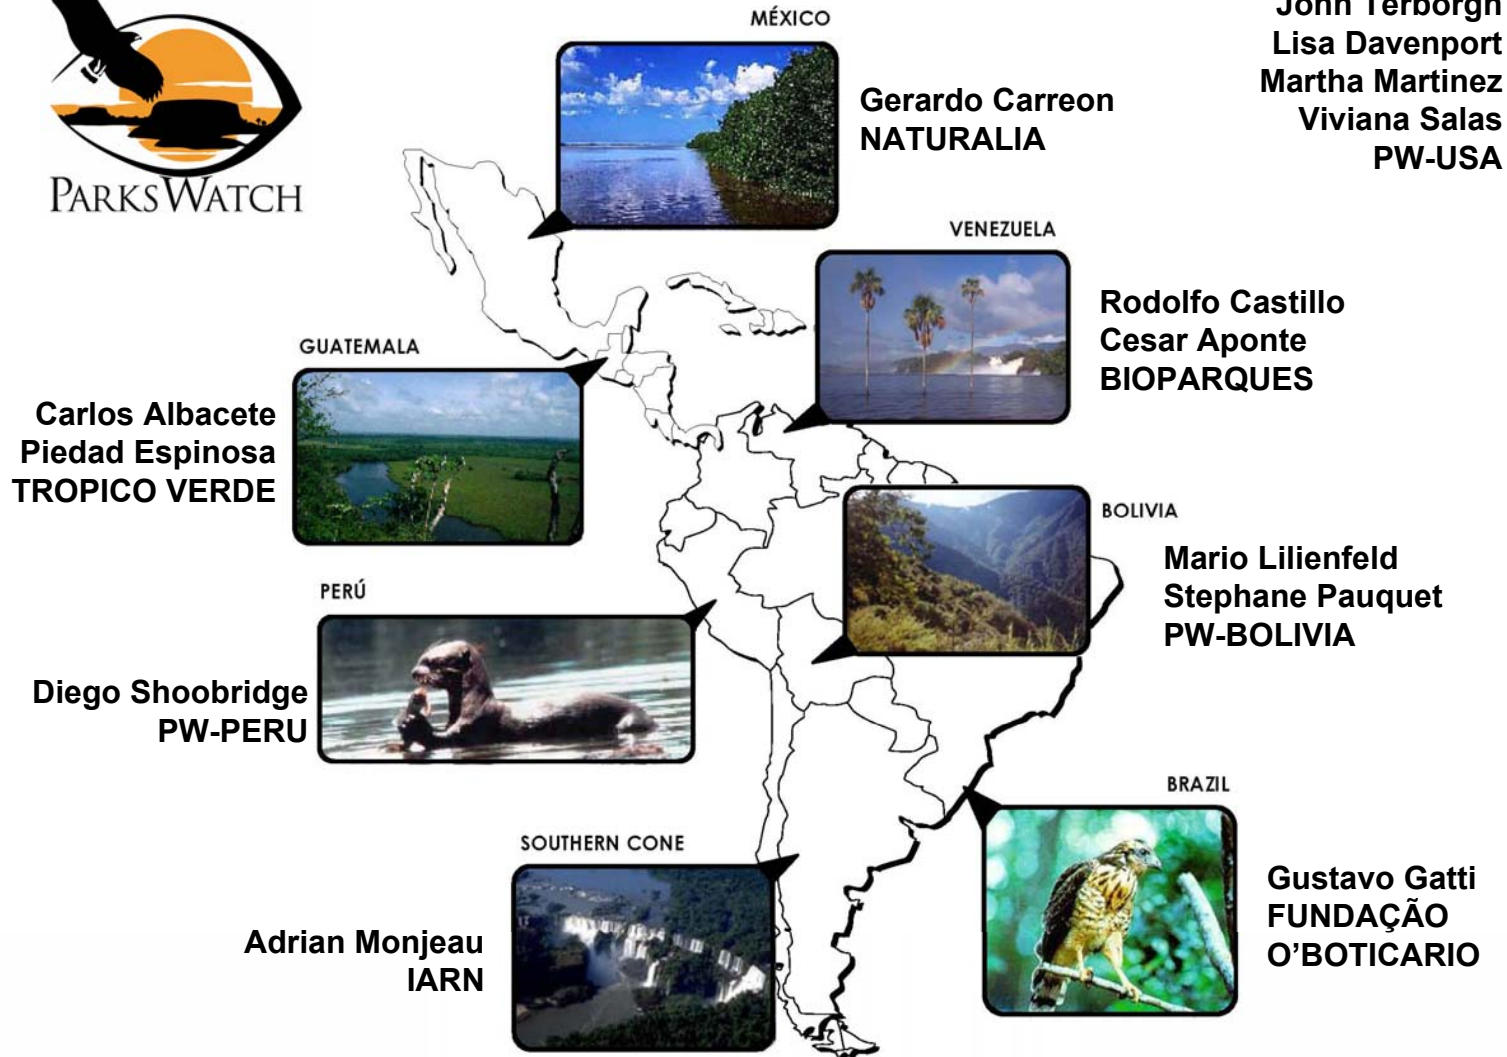 John Terborgh
Lisa Davenport
Martha Martinez
Viviana Salas
PW-USA
PARKSWATCH
MÉXICO
Gerardo Carreon
NATURALIA
VENEZUELA
Rodolfo Castillo
Cesar Aponte
BIOPARQUES
GUATEMALA
Carlos Albacete
Piedad Espinosa
TROPICO VERDE
BOLIVIA
Mario Lilienfeld
Stephane Pauquet
PW-BOLIVIA
PERÚ
Diego Shoobridge
PW-PERU
BRAZIL
Gustavo Gatti
FUNDAÇÃO
O’BOTICARIO
SOUTHERN CONE
Adrian Monjeau
IARN